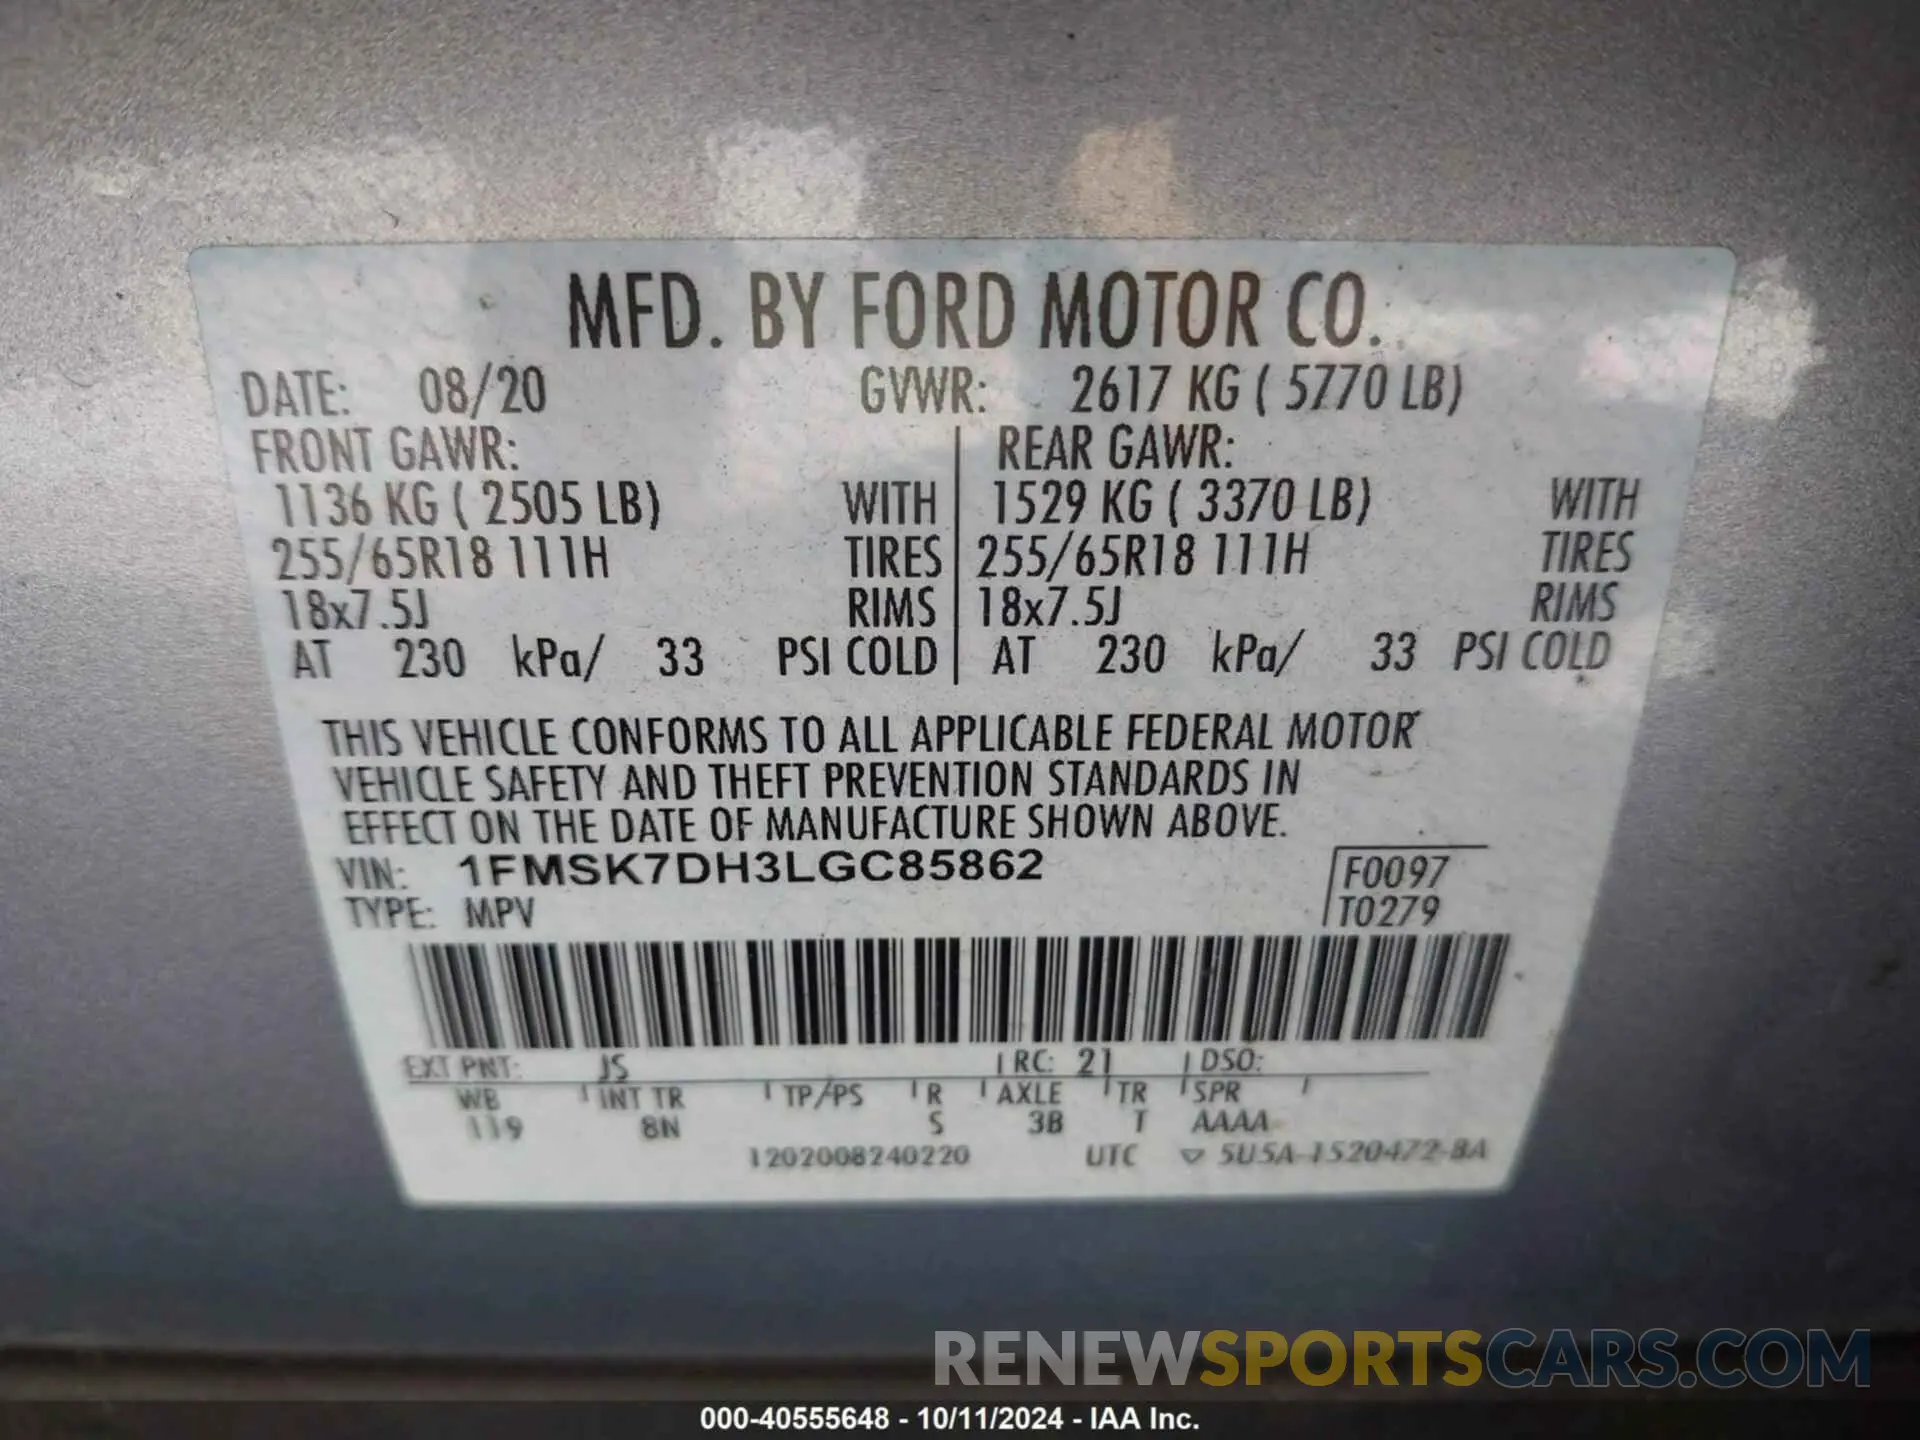 MFD. BY FORD MOTOR CO.
DATE: 08/20 GVWR: 2617 KG ( 5770 LB)
FRONT GAWR: REAR GAWR:
1136 KG ( 2505 LB) WITH 1529 KG ( 3370 LB) WITH
255/65R18 111H TIRES 255/65R18 111H TIRES
18x7.5J RIMS 18x7.5J RIMS
AT 230 kPa/ 33 PSI COLD AT 230 kPa/ 33 PSI COLD
THIS VEHICLE CONFORMS TO ALL APPLICABLE FEDERAL MOTOR
VEHICLE SAFETY AND THEFT PREVENTION STANDARDS IN
EFFECT ON THE DATE OF MANUFACTURE SHOWN ABOVE.
VIN: 1FMSK7DH3LGC85862 F0097
TYPE: MPV T0279
EXT PNT: JS RC: 21 DSO:
WB INT TR TP/PS R AXLE TR SPR
119 8N S 3B T AAAA
1202008240220 UTC ▽ 5U5A-1520472-BA
RENEWSPORTSCARS.COM
000-40555648 - 10/11/2024 - IAA Inc.